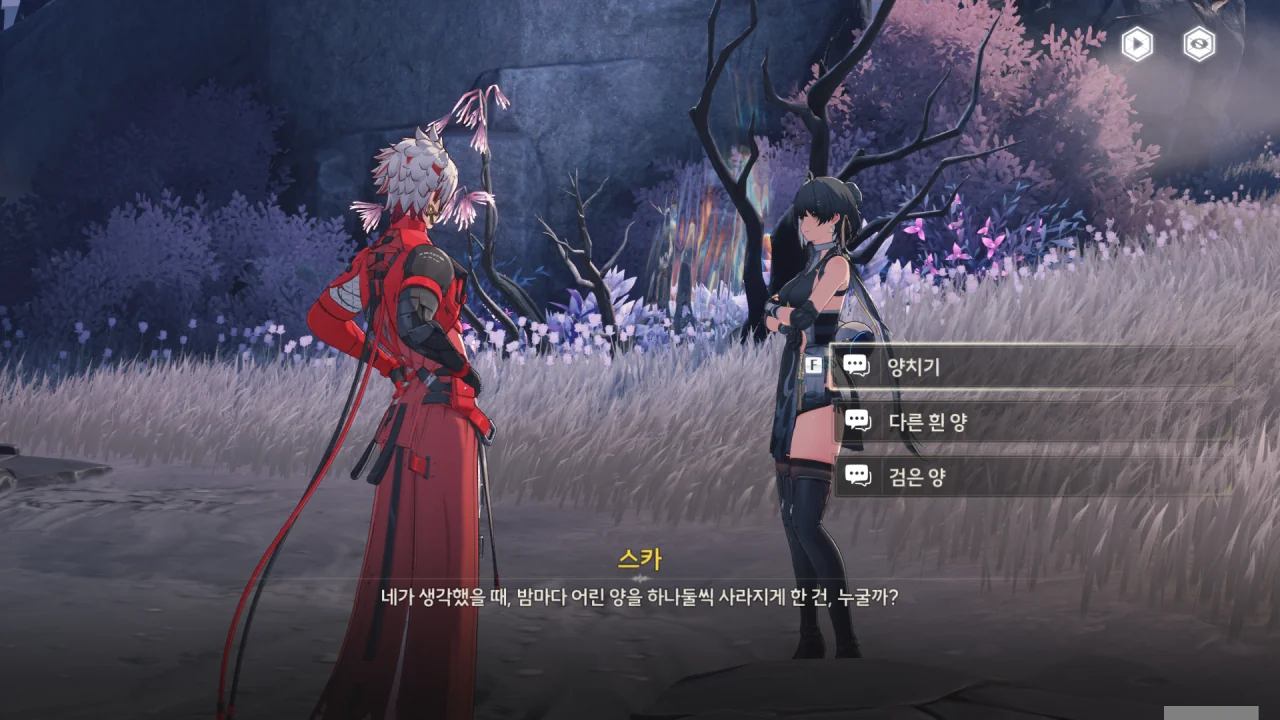 F
양치기
다른 흰 양
검은 양
스카
네가 생각했을 때, 밤마다 어린 양을 하나둘씩 사라지게 한 건, 누굴까?